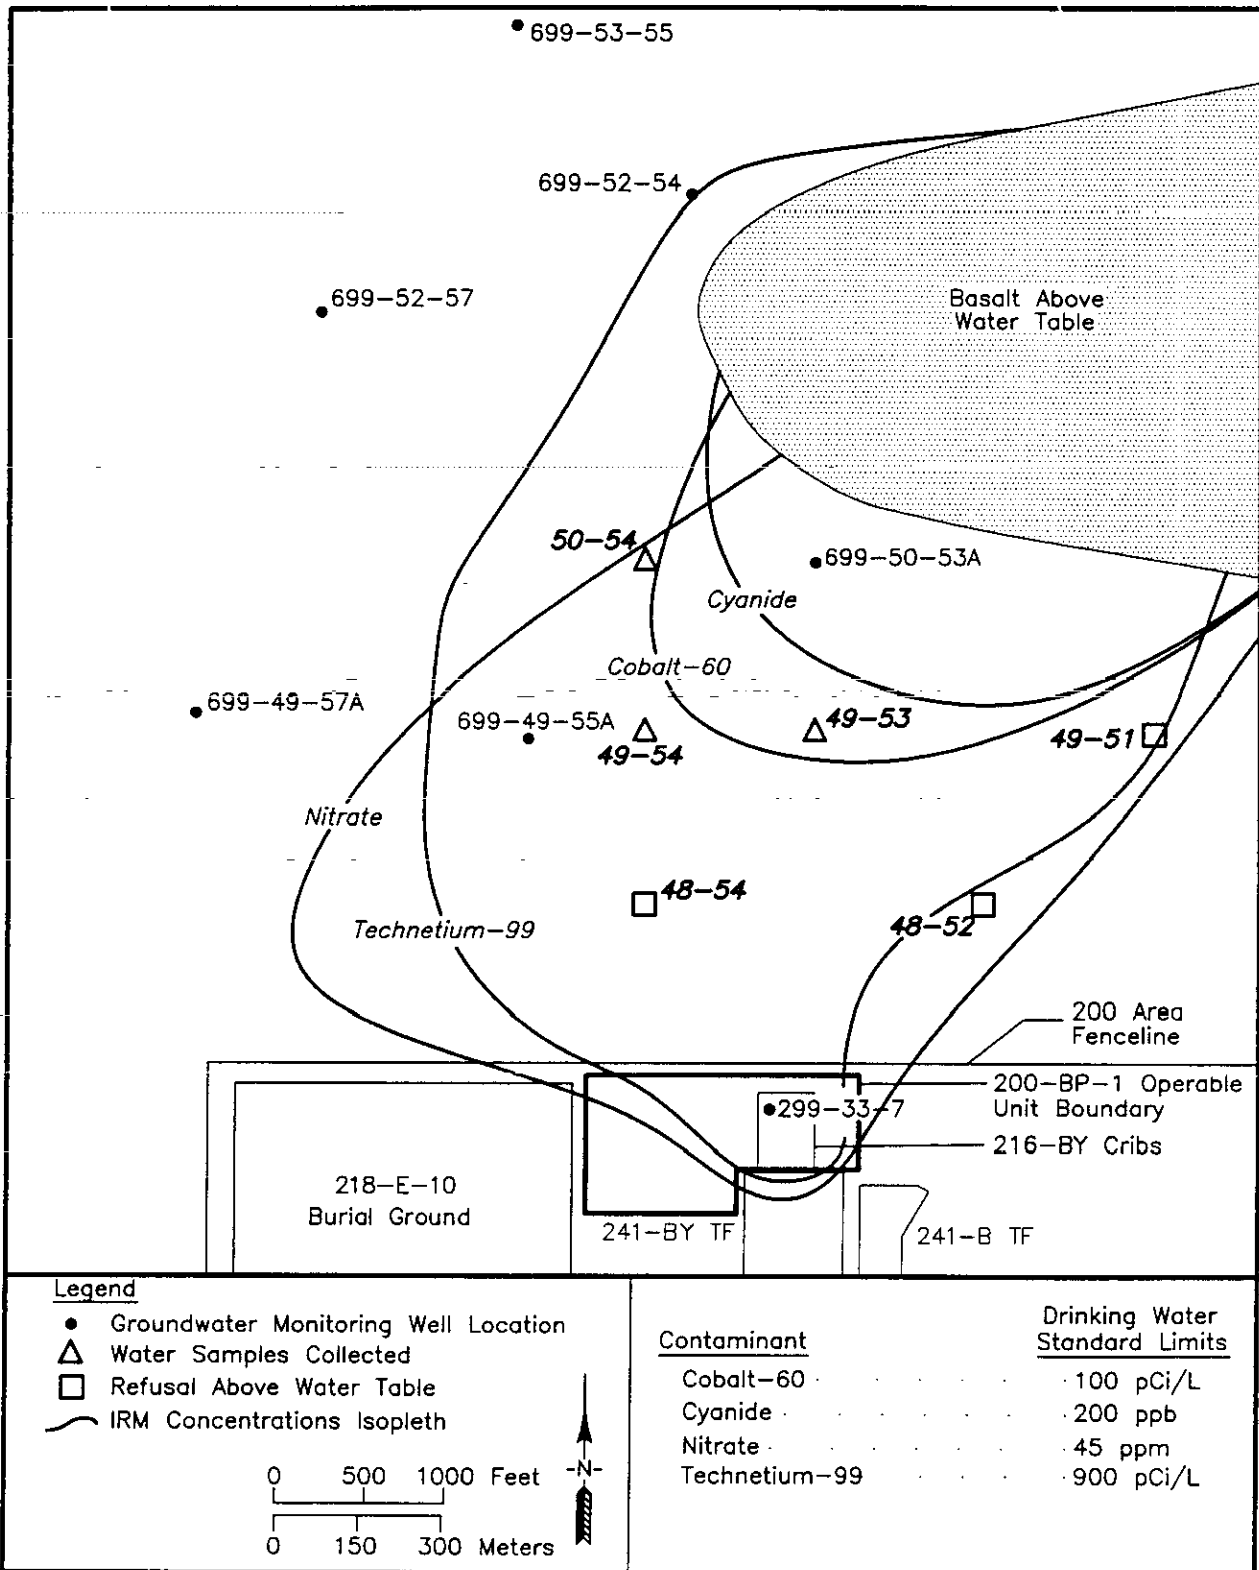 699-53-55
699-52-54
699-52-57
Basalt Above
Water Table
50-54
699-50-53A
Cyanide
Cobalt-60
699-49-57A
699-49-55A
49-54
49-53
49-51
Nitrate
48-54
Technetium-99
48-52
200 Area
Fenceline
200-BP-1 Operable
Unit Boundary
299-33-7
216-BY Cribs
218-E-10
Burial Ground
241-BY TF
241-B TF
Legend
Groundwater Monitoring Well Location
Water Samples Collected
Refusal Above Water Table
IRM Concentrations Isopleth
0 500 1000 Feet
0 150 300 Meters
-N-
Drinking Water
Contaminant Standard Limits
Cobalt-60 · · · · · · 100 pCi/L
Cyanide · · · · · · 200 ppb
Nitrate · · · · · · 45 ppm
Technetium-99 · · · · 900 pCi/L